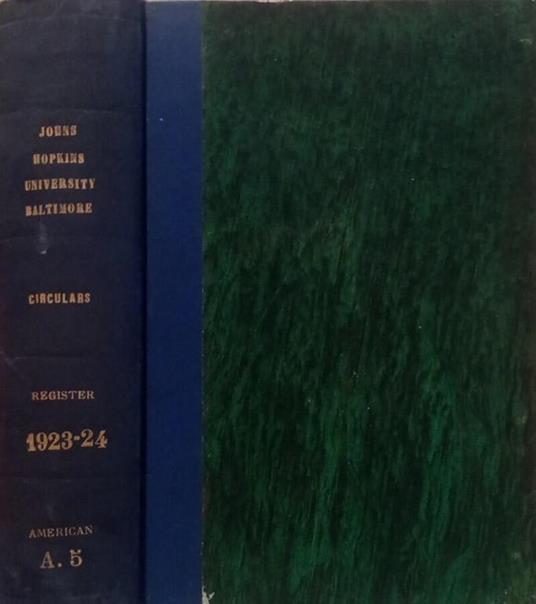 JOHNS
HOPKINS
UNIVERSITY
BALTIMORE
CIRCULARS
REGISTER
1923-24
AMERICAN
A. 5